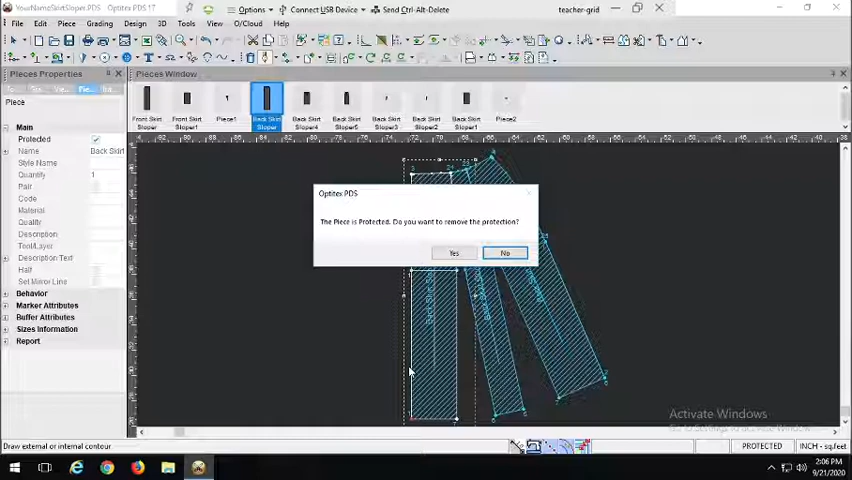 YourNameSkirtSloper.PDS - Optitex PDS 17
Options
Connect USB Device
Send Ctrl-Alt-Delete
teacher-grid
File Edit Piece Grading Design 3D Tools View O/Cloud Help
Pieces Properties
Pieces Window
Piece
Main
Protected
Name Back Skirt
Style Name
Quantity 1
Pair
Code
Material
Quality
Description
Tool/Layer
Description Text
Half
Set Mirror Line
Behavior
Marker Attributes
Buffer Attributes
Sizes Information
Report
Front Skirt Sloper
Front Skirt Sloper1
Piece1
Back Skirt Sloper
Back Skirt Sloper4
Back Skirt Sloper5
Back Skirt Sloper3
Back Skirt Sloper2
Back Skirt Sloper1
Piece2
Optitex PDS
The Piece is Protected. Do you want to remove the protection?
Yes
No
Activate Windows
Draw external or internal contour
PROTECTED
INCH - sq.feet
2:06 PM
9/21/2020